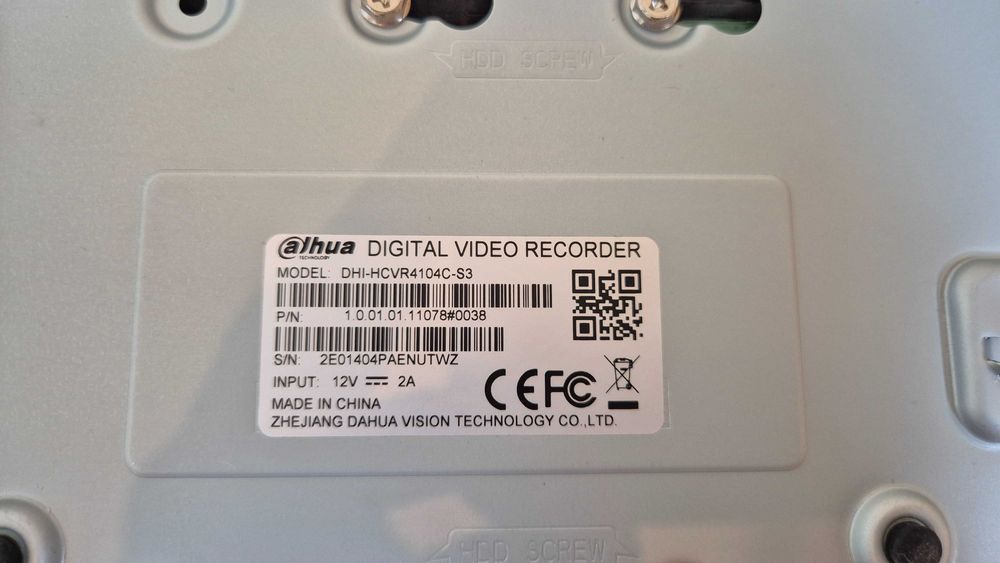 HDD SCREW
alhua DIGITAL VIDEO RECORDER
TECHNOLOGY
MODEL: DHI-HCVR4104C-S3
P/N: 1.0.01.01.11078#0038
S/N: 2E01404PAENUTWZ
INPUT: 12V ⎓ 2A
CE FC
MADE IN CHINA
ZHEJIANG DAHUA VISION TECHNOLOGY CO.,LTD.
HDD SCREW